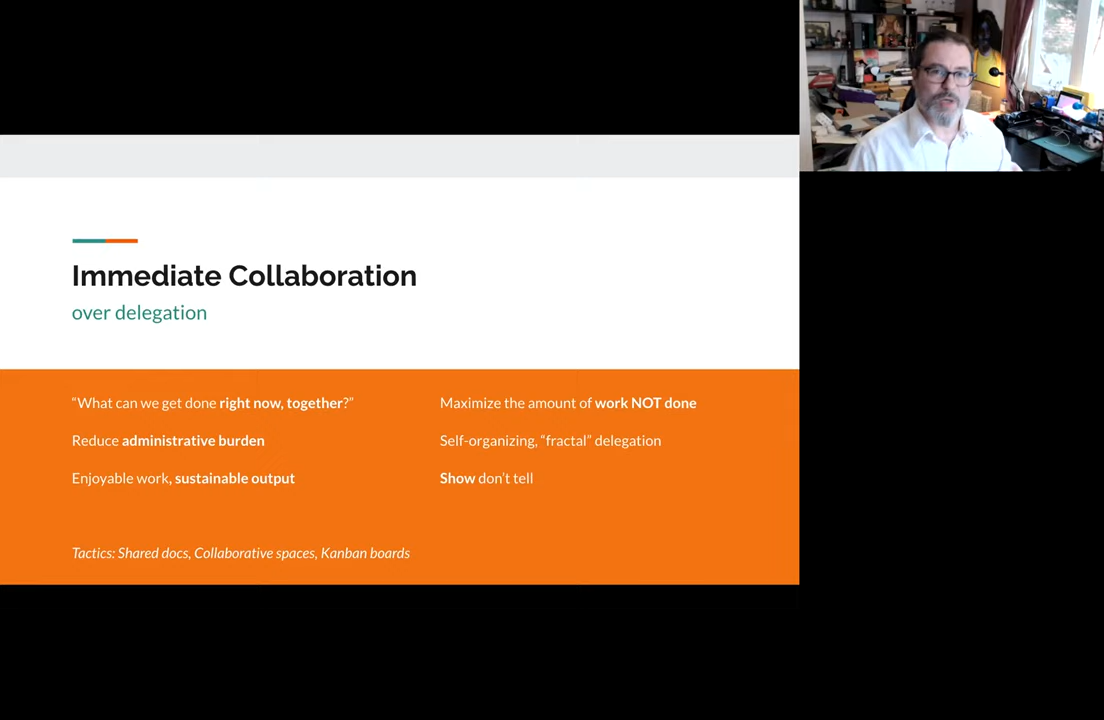 Immediate Collaboration
over delegation
“What can we get done right now, together?”
Reduce administrative burden
Enjoyable work, sustainable output
Maximize the amount of work NOT done
Self-organizing, “fractal” delegation
Show don’t tell
Tactics: Shared docs, Collaborative spaces, Kanban boards